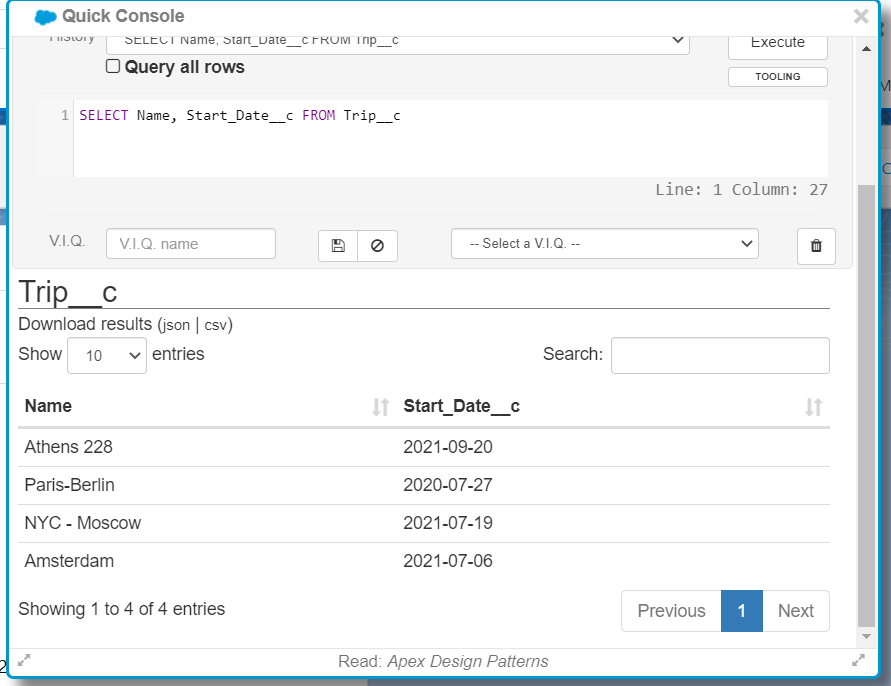 Quick Console
History SELECT Name, Start_Date__c FROM Trip__c Execute
Query all rows
TOOLING
1 SELECT Name, Start_Date__c FROM Trip__c
Line: 1 Column: 27
V.I.Q. V.I.Q. name -- Select a V.I.Q. --
Trip__c
Download results (json | csv)
Show 10 entries Search:
Name Start_Date__c
Athens 228 2021-09-20
Paris-Berlin 2020-07-27
NYC - Moscow 2021-07-19
Amsterdam 2021-07-06
Showing 1 to 4 of 4 entries Previous 1 Next
Read: Apex Design Patterns